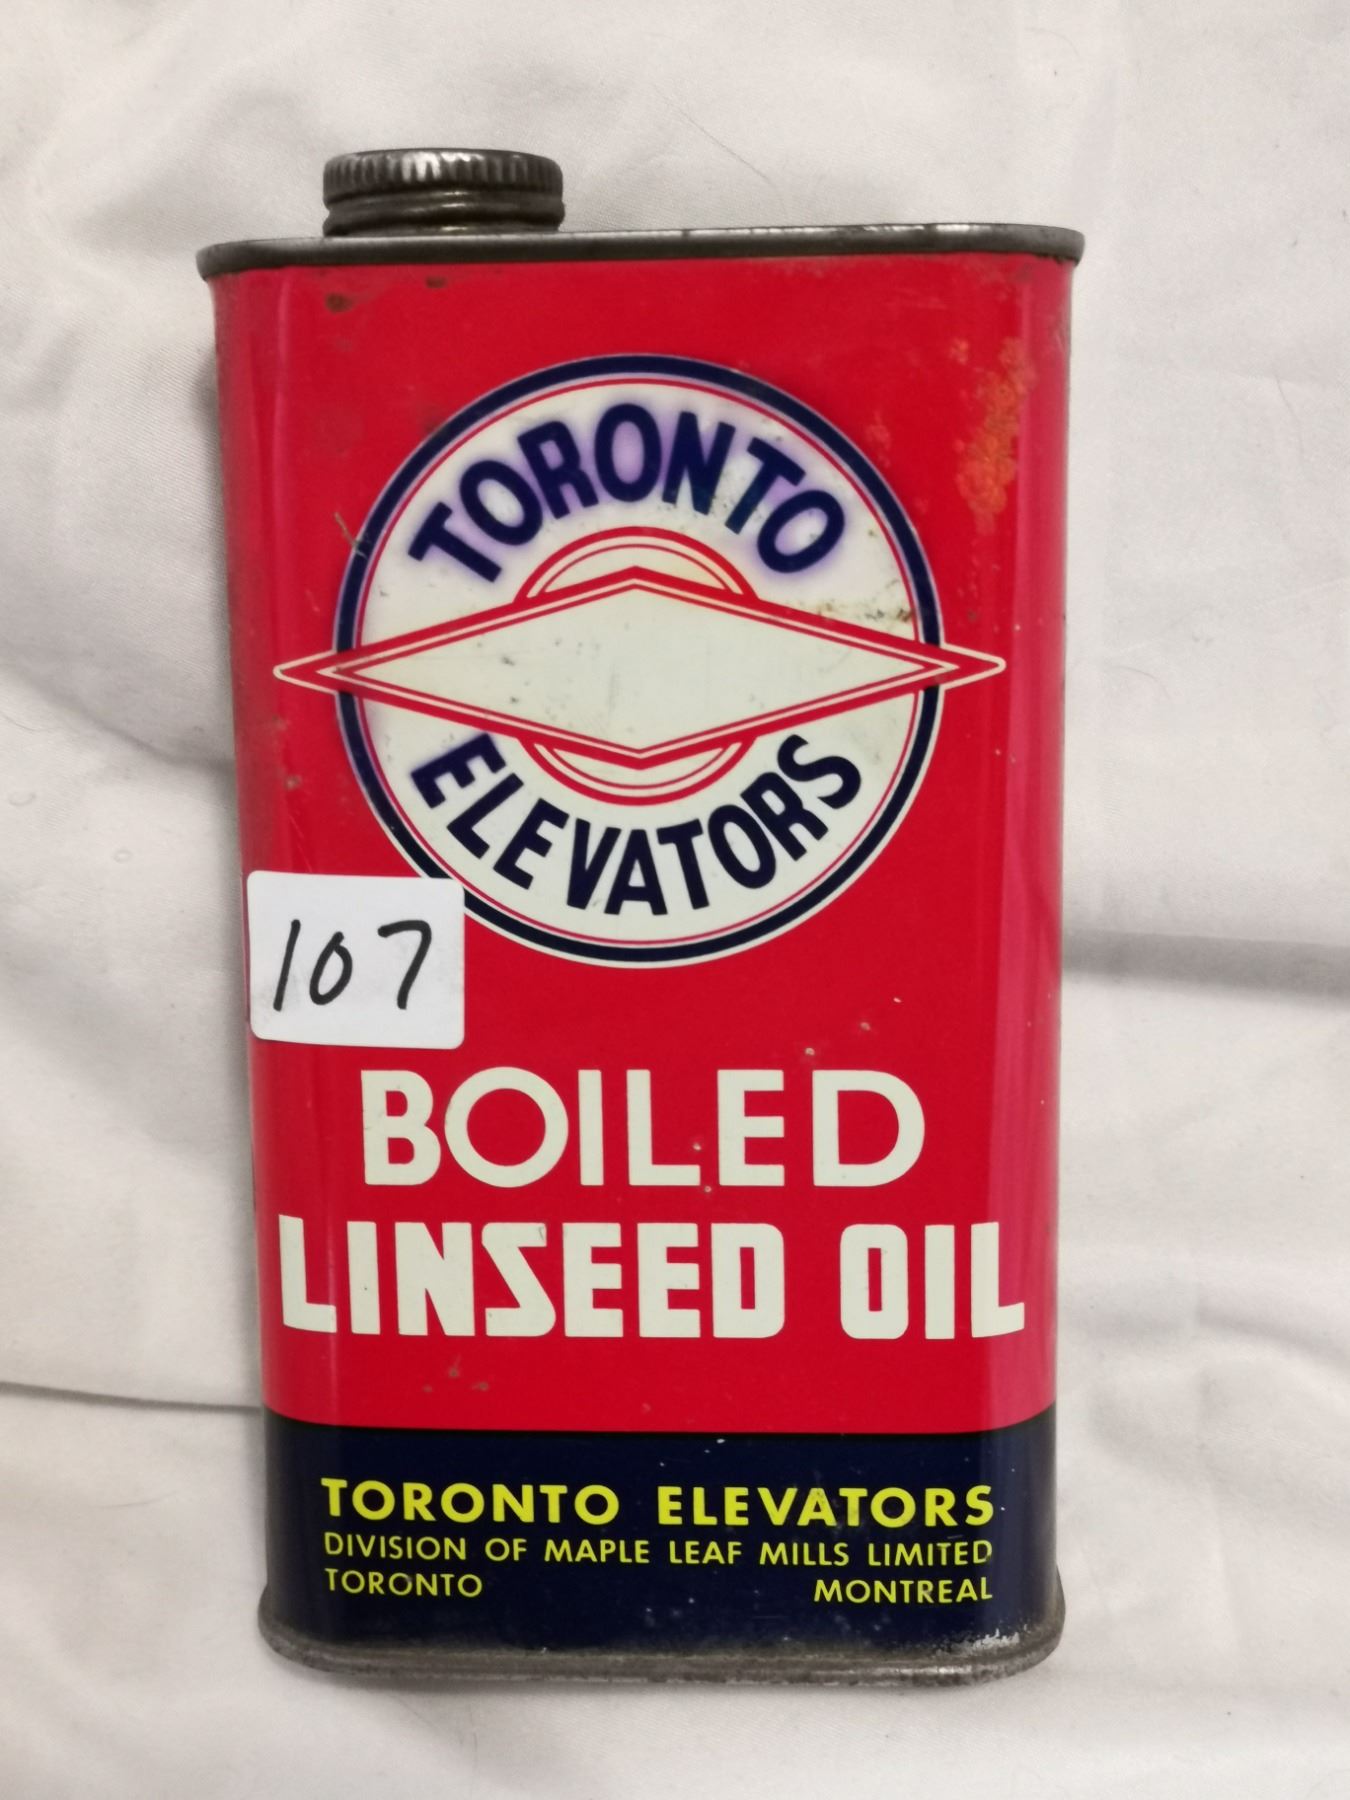 TORONTO
ELEVATORS
107
BOILED
LINSEED OIL
TORONTO ELEVATORS
DIVISION OF MAPLE LEAF MILLS LIMITED
TORONTO MONTREAL